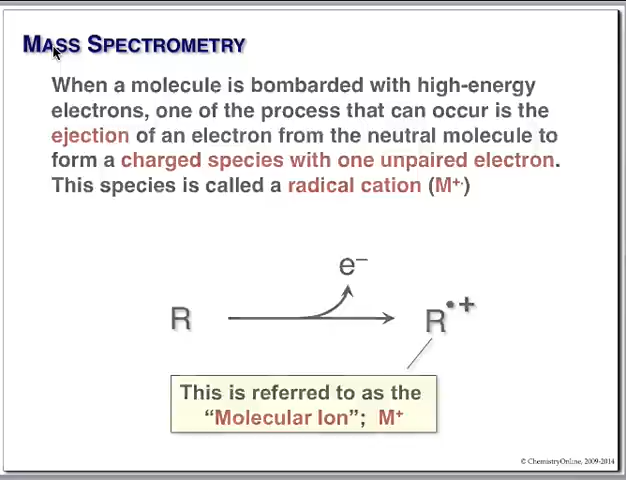 MASS SPECTROMETRY
When a molecule is bombarded with high-energy
electrons, one of the process that can occur is the
ejection of an electron from the neutral molecule to
form a charged species with one unpaired electron.
This species is called a radical cation (M⁺·)
e⁻
R
R•+
This is referred to as the
“Molecular Ion”; M⁺
© ChemistryOnline, 2009-2014